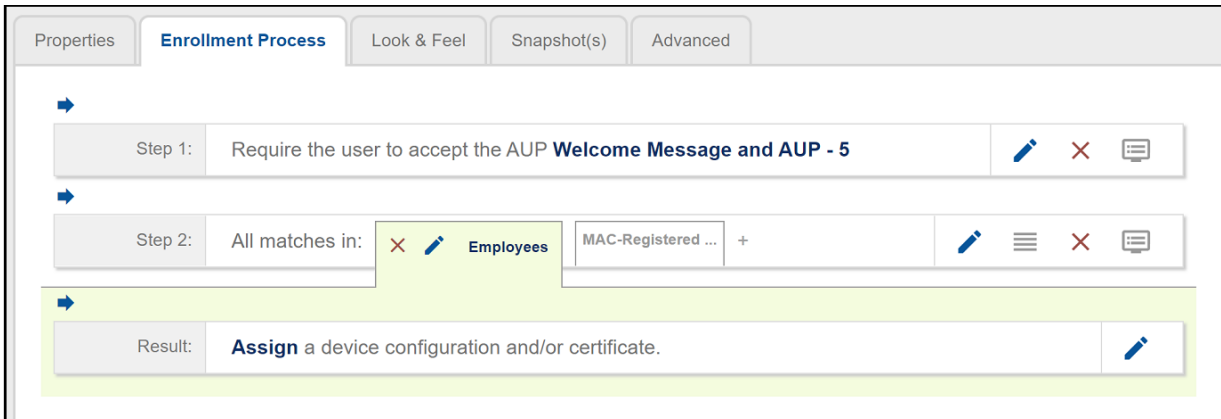 Properties Enrollment Process Look & Feel Snapshot(s) Advanced
Step 1: Require the user to accept the AUP Welcome Message and AUP - 5
Step 2: All matches in: Employees MAC-Registered ... +
Result: Assign a device configuration and/or certificate.